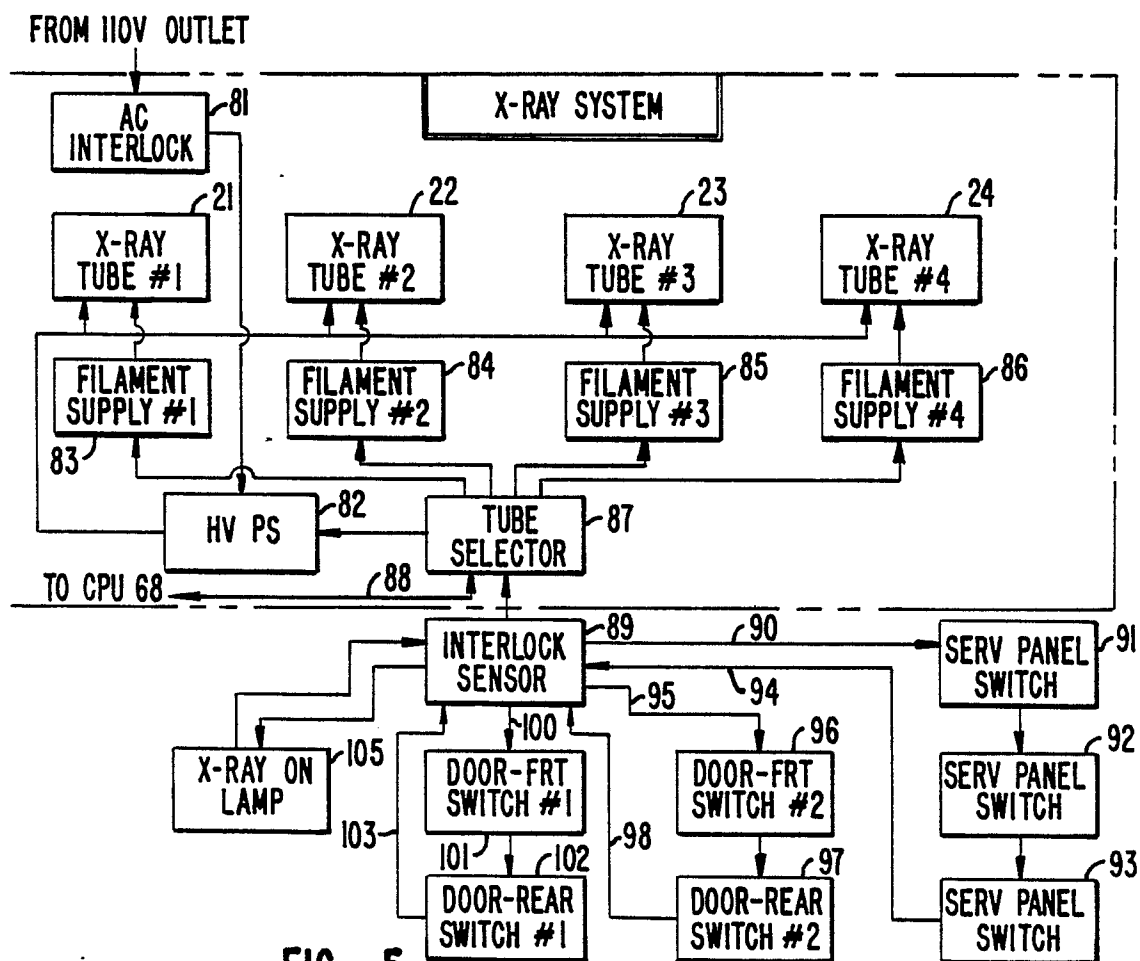 FROM 110V OUTLET
AC
INTERLOCK
81
X-RAY SYSTEM
21
22
23
24
X-RAY
TUBE #1
X-RAY
TUBE #2
X-RAY
TUBE #3
X-RAY
TUBE #4
FILAMENT
SUPPLY #1
83
FILAMENT
SUPPLY #2
84
FILAMENT
SUPPLY #3
85
FILAMENT
SUPPLY #4
86
HV PS
82
TUBE
SELECTOR
87
TO CPU 68
88
INTERLOCK
SENSOR
89
90
94
95
SERV PANEL
SWITCH
91
100
X-RAY ON
LAMP
105
DOOR-FRT
SWITCH #1
101
DOOR-FRT
SWITCH #2
96
SERV PANEL
SWITCH
92
103
98
DOOR-REAR
SWITCH #1
102
DOOR-REAR
SWITCH #2
97
SERV PANEL
SWITCH
93
FIG. 5